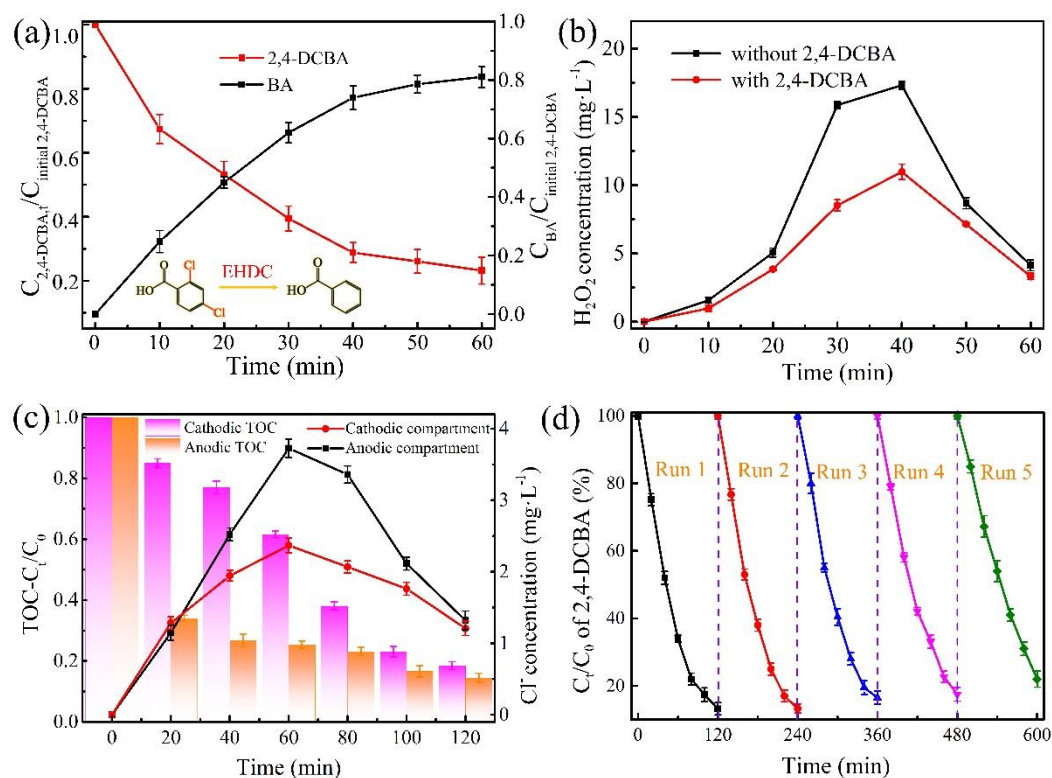 (a)
2,4-DCBA
BA
C2,4-DCBA,t/Cinitial 2,4-DCBA
1.0
0.8
0.6
0.4
0.2
CBA/Cinitial 2,4-DCBA
1.0
0.8
0.6
0.4
0.2
0.0
O
HO
Cl
Cl
EHDC
O
HO
0 10 20 30 40 50 60
Time (min)
(b)
without 2,4-DCBA
with 2,4-DCBA
H2O2 concentration (mg·L-1)
20
15
10
5
0
0 10 20 30 40 50 60
Time (min)
(c)
Cathodic TOC
Anodic TOC
Cathodic compartment
Anodic compartment
TOC-Ct/C0
1.0
0.8
0.6
0.4
0.2
0.0
Cl- concentration (mg·L-1)
4
3
2
1
0
0 20 40 60 80 100 120
Time (min)
(d)
Run 1 Run 2 Run 3 Run 4 Run 5
Ct/C0 of 2,4-DCBA (%)
100
80
60
40
20
0 120 240 360 480 600
Time (min)